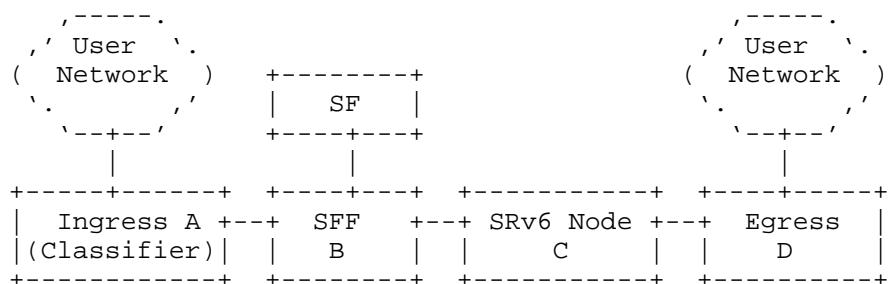 User User
( Network ) ( Network )
SF
Ingress A SFF SRv6 Node Egress
(Classifier) B C D